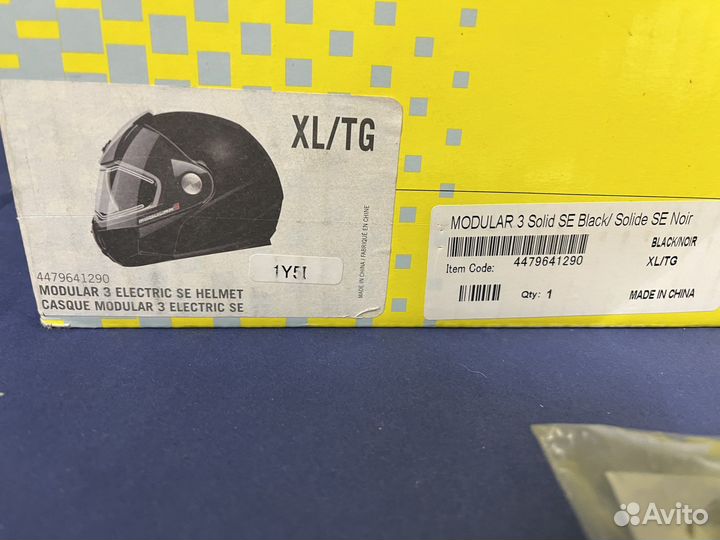 XL/TG
MADE IN CHINA / FABRIQUÉ EN CHINE
4479641290
1Y5I
MODULAR 3 ELECTRIC SE HELMET
CASQUE MODULAR 3 ELECTRIC SE
MODULAR 3 Solid SE Black/ Solide SE Noir
BLACK/NOIR
Item Code: 4479641290 XL/TG
Qty: 1 MADE IN CHINA
Avito